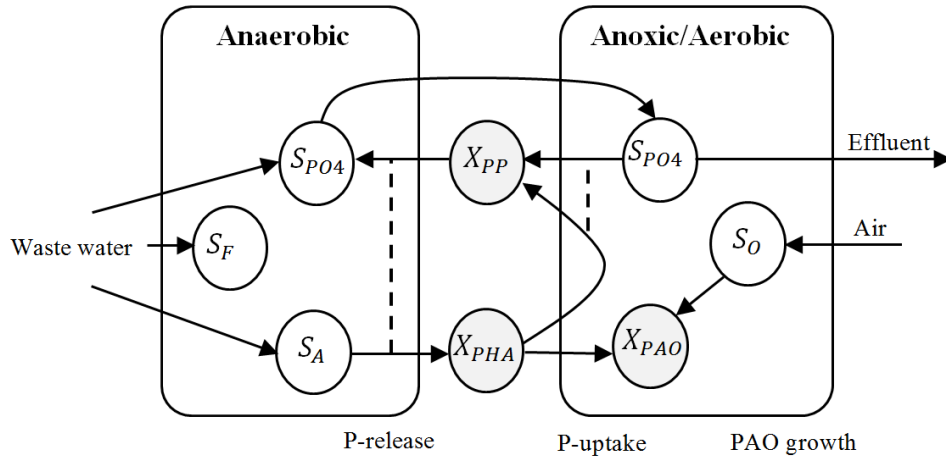 Anaerobic
Anoxic/Aerobic
S_PO4
X_PP
S_PO4
Effluent
Waste water
S_F
S_O
Air
S_A
X_PHA
X_PAO
P-release
P-uptake
PAO growth